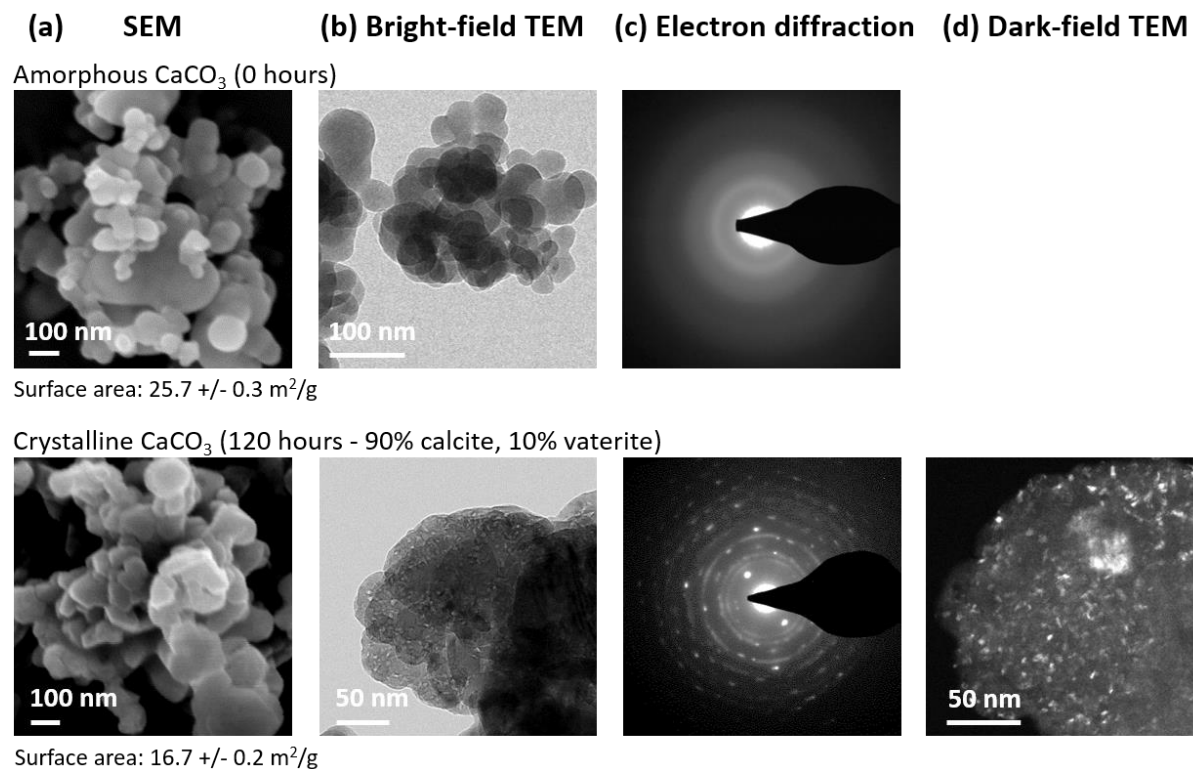 (a) SEM (b) Bright-field TEM (c) Electron diffraction (d) Dark-field TEM
Amorphous CaCO₃ (0 hours)
100 nm 100 nm
Surface area: 25.7 +/- 0.3 m²/g
Crystalline CaCO₃ (120 hours - 90% calcite, 10% vaterite)
100 nm 50 nm 50 nm
Surface area: 16.7 +/- 0.2 m²/g